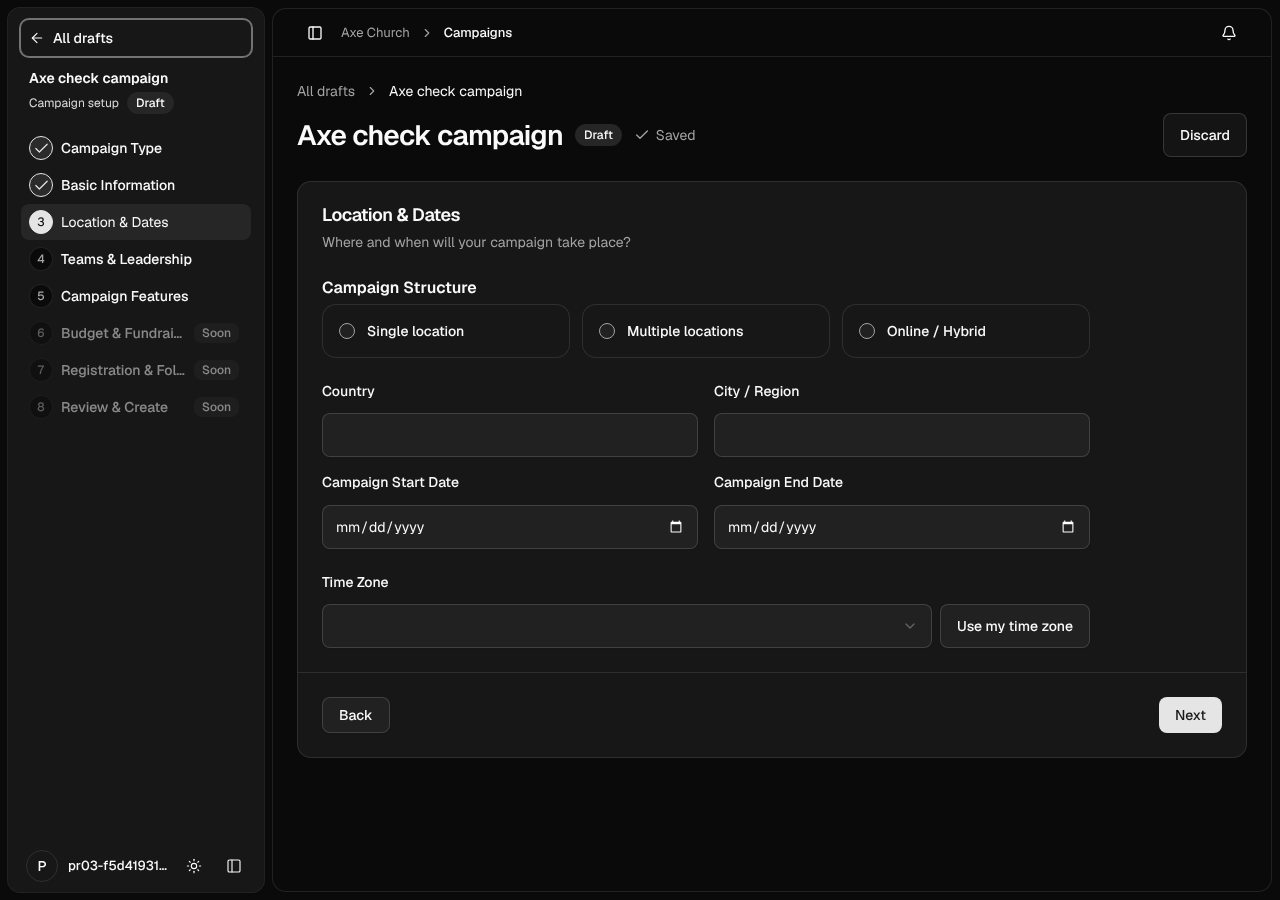 All drafts
Axe check campaign
Campaign setup Draft
Campaign Type
Basic Information
3 Location & Dates
4 Teams & Leadership
5 Campaign Features
6 Budget & Fundrai... Soon
7 Registration & Fol... Soon
8 Review & Create Soon
P pr03-f5d41931...
Axe Church Campaigns
All drafts Axe check campaign
Axe check campaign Draft Saved Discard
Location & Dates
Where and when will your campaign take place?
Campaign Structure
Single location Multiple locations Online / Hybrid
Country City / Region
Campaign Start Date Campaign End Date
mm/dd/yyyy mm/dd/yyyy
Time Zone
Use my time zone
Back Next